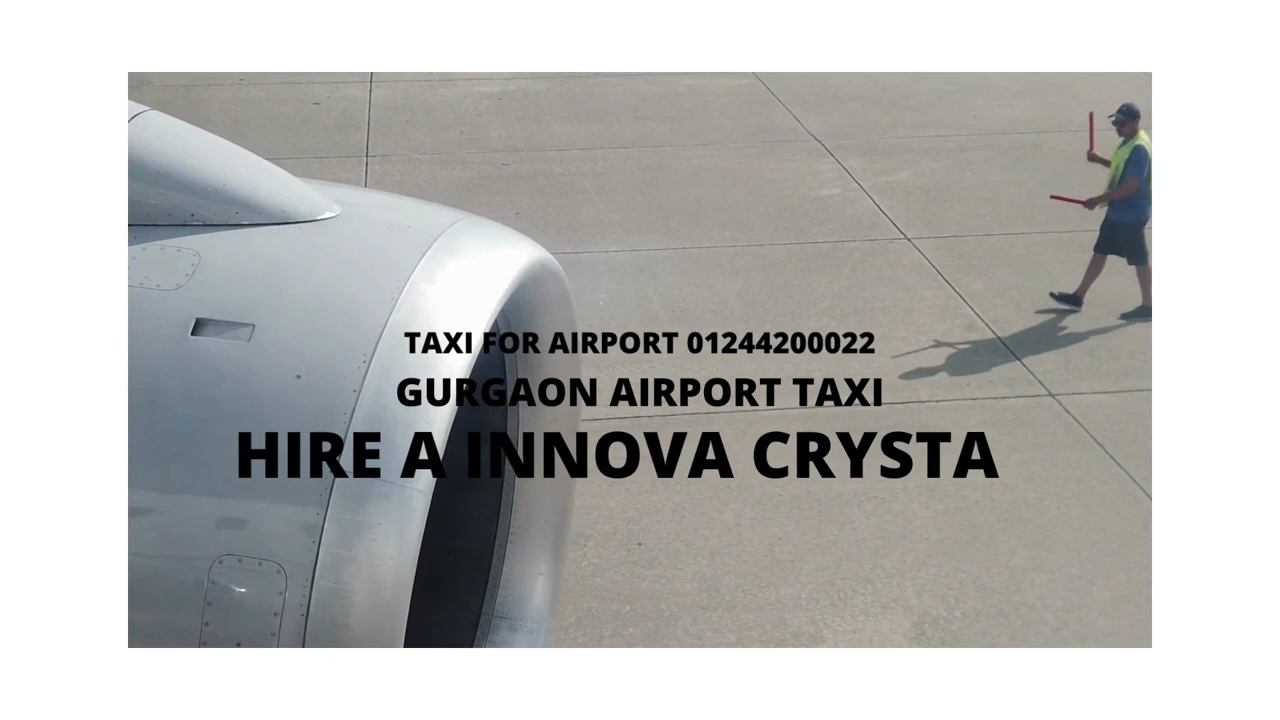 TAXI FOR AIRPORT 01244200022
GURGAON AIRPORT TAXI
HIRE A INNOVA CRYSTA